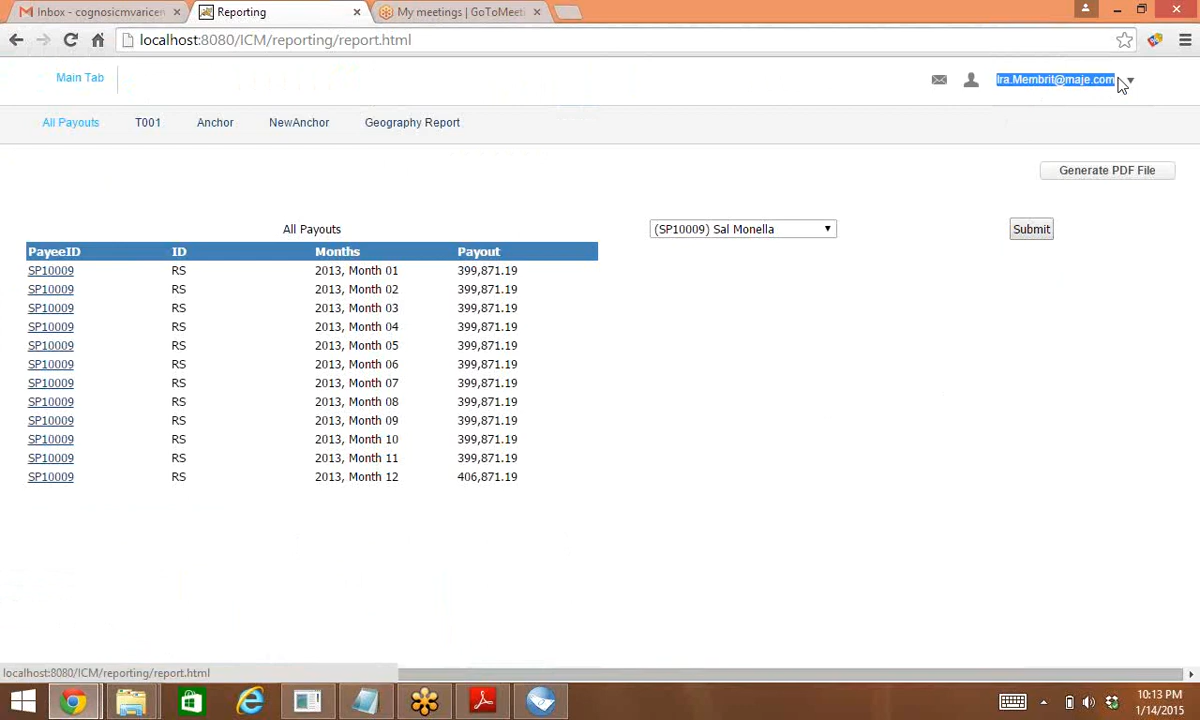 Inbox - cognosicmvaricen
Reporting
My meetings | GoToMeeti
localhost:8080/ICM/reporting/report.html
Main Tab
Ira.Membrit@maje.com
All Payouts T001 Anchor NewAnchor Geography Report
Generate PDF File
All Payouts
(SP10009) Sal Monella
Submit
PayeeID ID Months Payout
SP10009 RS 2013, Month 01 399,871.19
SP10009 RS 2013, Month 02 399,871.19
SP10009 RS 2013, Month 03 399,871.19
SP10009 RS 2013, Month 04 399,871.19
SP10009 RS 2013, Month 05 399,871.19
SP10009 RS 2013, Month 06 399,871.19
SP10009 RS 2013, Month 07 399,871.19
SP10009 RS 2013, Month 08 399,871.19
SP10009 RS 2013, Month 09 399,871.19
SP10009 RS 2013, Month 10 399,871.19
SP10009 RS 2013, Month 11 399,871.19
SP10009 RS 2013, Month 12 406,871.19
localhost:8080/ICM/reporting/report.html
10:13 PM
1/14/2015